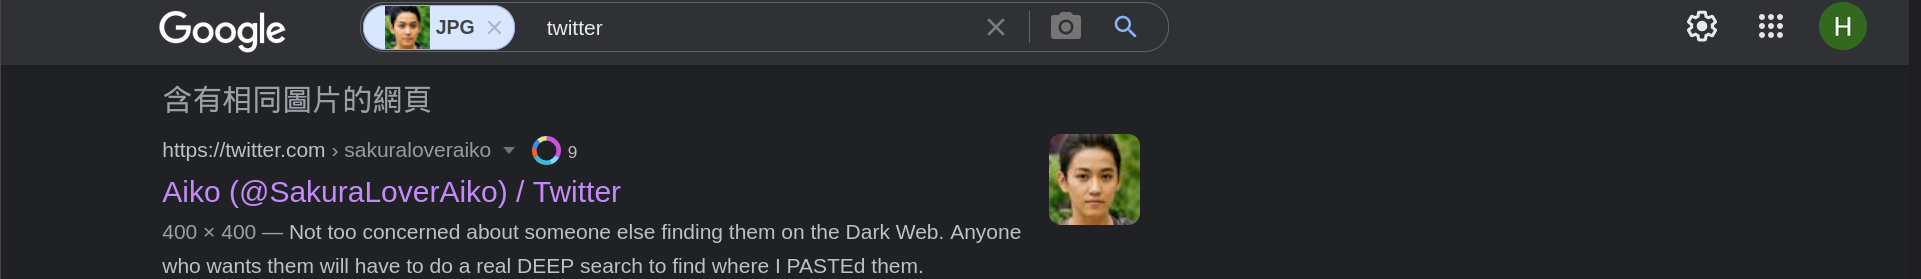 Google JPG twitter H
含有相同圖片的網頁
https://twitter.com › sakuraloveraiko 9
Aiko (@SakuraLoverAiko) / Twitter
400 × 400 — Not too concerned about someone else finding them on the Dark Web. Anyone
who wants them will have to do a real DEEP search to find where I PASTEd them.